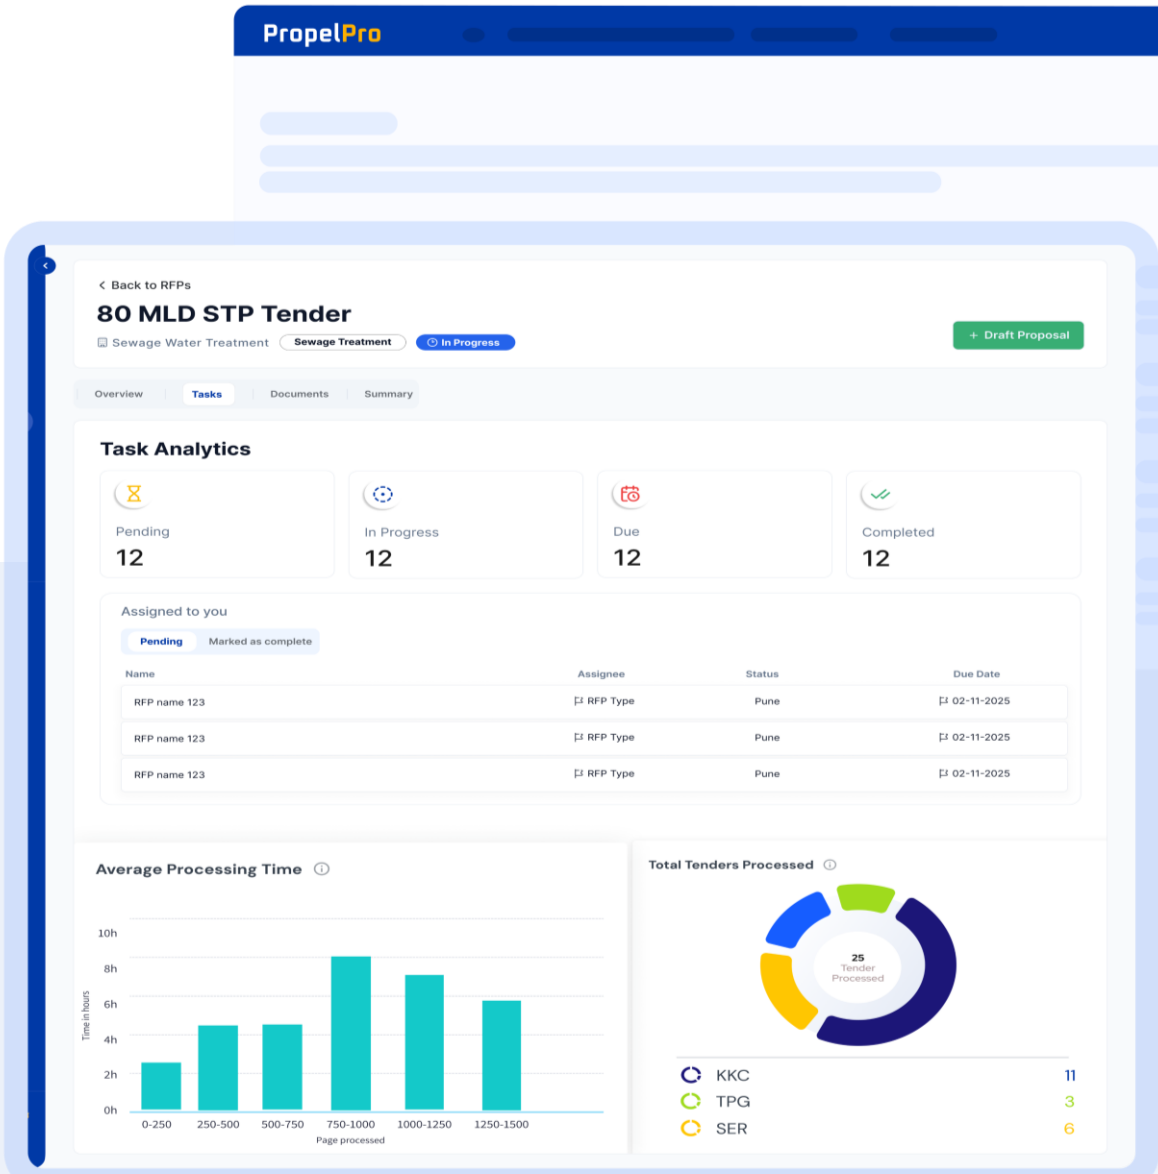 PropelPro
Back to RFPs
80 MLD STP Tender
Sewage Water Treatment Sewage Treatment In Progress
+ Draft Proposal
Overview Tasks Documents Summary
Task Analytics
Pending
12
In Progress
12
Due
12
Completed
12
Assigned to you
Pending Marked as complete
Name Assignee Status Due Date
RFP name 123 RFP Type Pune 02-11-2025
RFP name 123 RFP Type Pune 02-11-2025
RFP name 123 RFP Type Pune 02-11-2025
Average Processing Time
10h
8h
6h
4h
2h
0h
Time in hours
0-250 250-500 500-750 750-1000 1000-1250 1250-1500
Page processed
Total Tenders Processed
25
Tender
Processed
KKC 11
TPG 3
SER 6